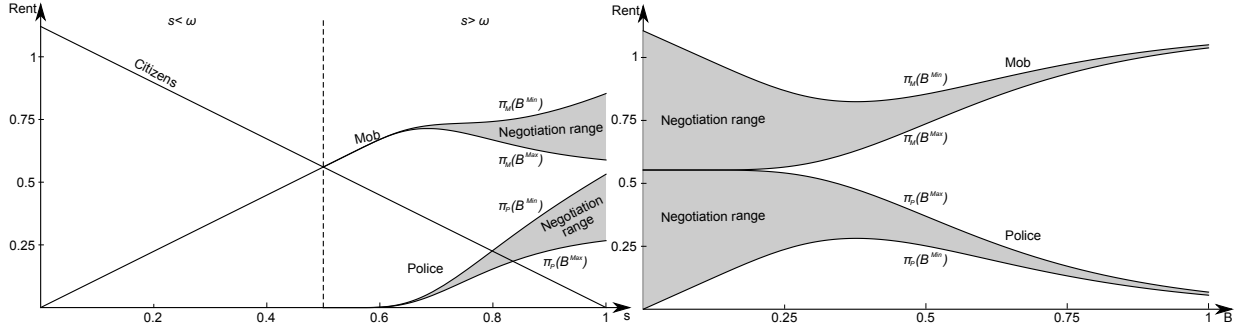 Rent
s< ω
s> ω
1
0.75
0.5
0.25
Citizens
Mob
π_M(B^Min)
Negotiation range
π_M(B^Max)
π_P(B^Min)
Negotiation
range
π_P(B^Max)
Police
0.2
0.4
0.6
0.8
1
s
Rent
1
0.75
0.5
0.25
Mob
π_M(B^Min)
Negotiation range
π_M(B^Max)
π_P(B^Max)
Negotiation range
Police
π_P(B^Min)
0.25
0.5
0.75
1
B